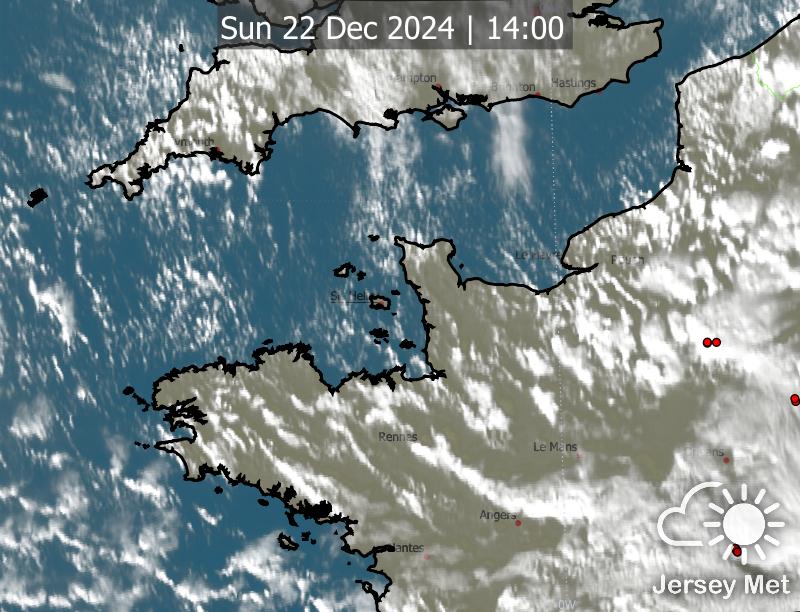 Sun 22 Dec 2024 | 14:00
Hastings
Le Havre
Rouen
St. Helier
Rennes
Le Mans
Angers
Nantes
Jersey Met
0W